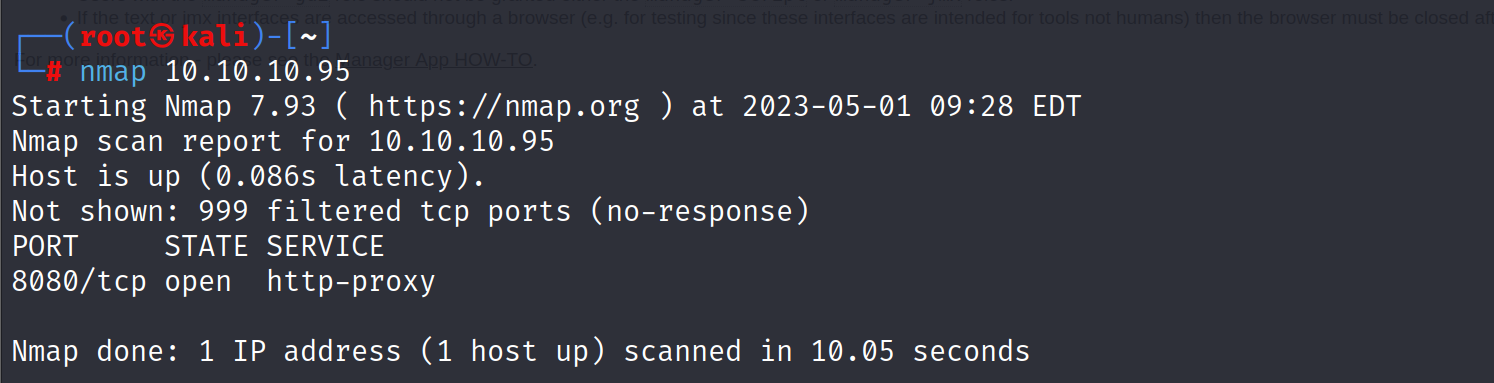 If the text or jmx interfaces are accessed through a browser (e.g. for testing since these interfaces are intended for tools not humans) then the browser must be closed aft
┌──(root㉿kali)-[~]
For more information - please see the Manager App HOW-TO.
└─# nmap 10.10.10.95
Starting Nmap 7.93 ( https://nmap.org ) at 2023-05-01 09:28 EDT
Nmap scan report for 10.10.10.95
Host is up (0.086s latency).
Not shown: 999 filtered tcp ports (no-response)
PORT     STATE SERVICE
8080/tcp open  http-proxy
Nmap done: 1 IP address (1 host up) scanned in 10.05 seconds